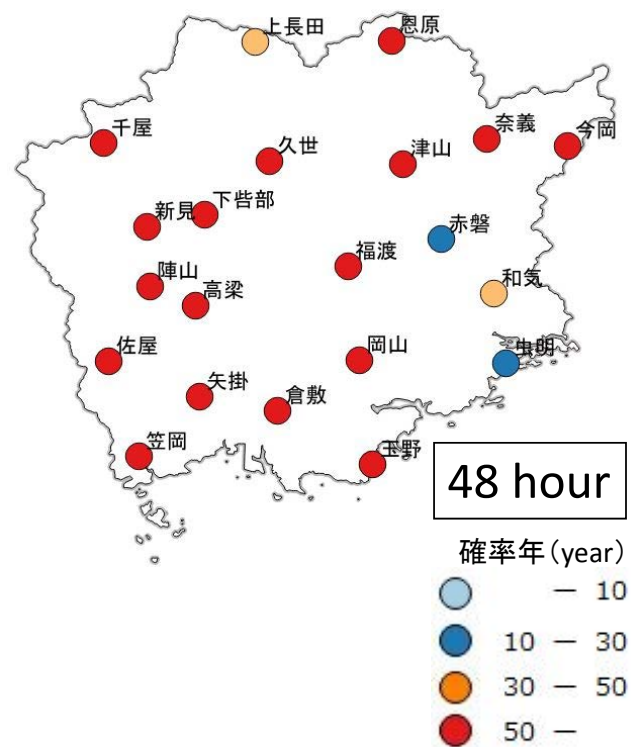 上長田
恩原
千屋
久世
津山
奈義
今岡
新見
下呰部
赤磐
福渡
陣山
高梁
和気
佐屋
岡山
虫明
矢掛
倉敷
笠岡
玉野
48 hour
確率年(year)
— 10
10 — 30
30 — 50
50 —